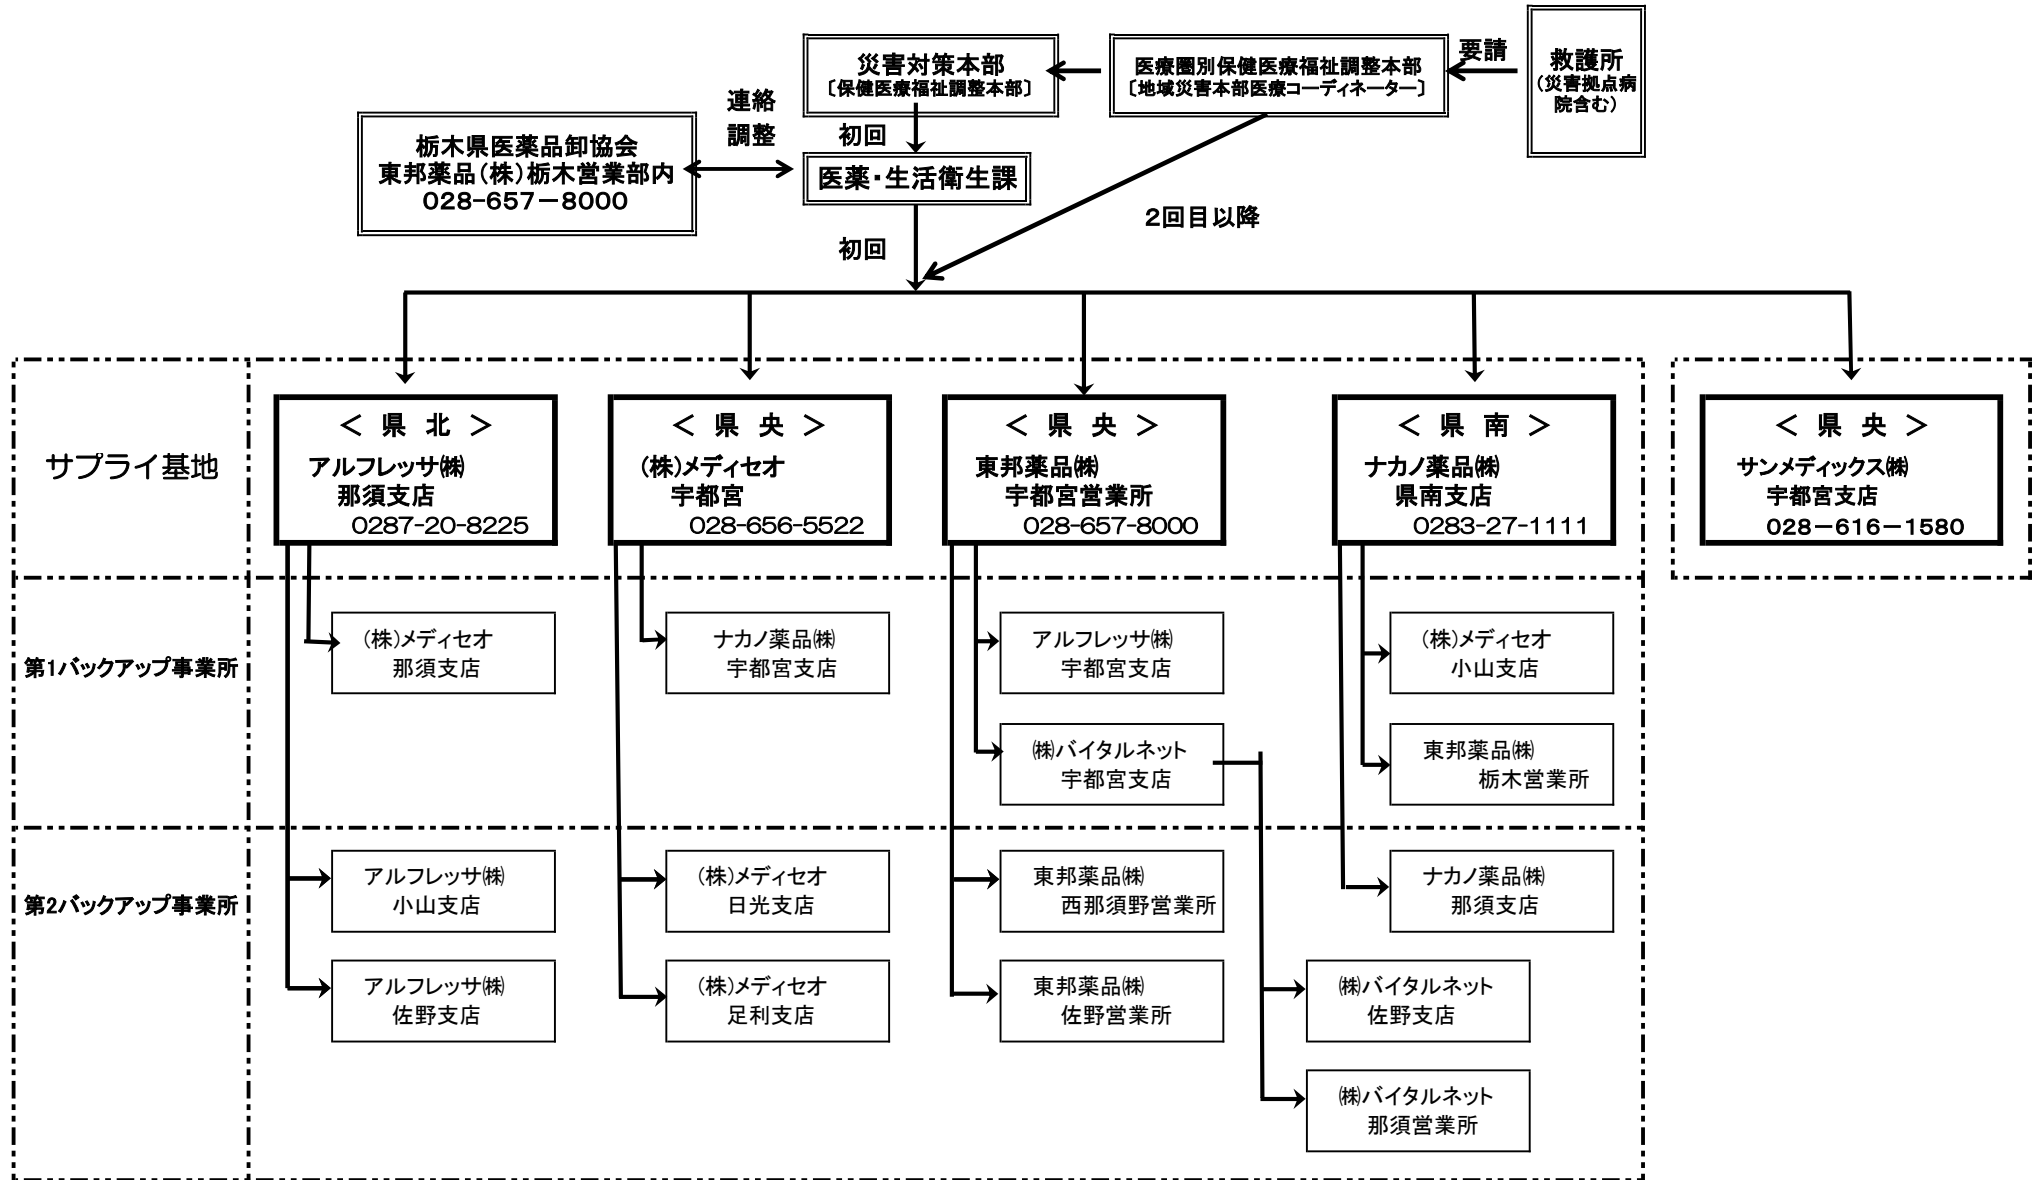 災害対策本部
〔保健医療福祉調整本部〕
医療圏別保健医療福祉調整本部
〔地域災害本部医療コーディネーター〕
要請
救護所
(災害拠点病
院含む)
連絡
調整
初回
栃木県医薬品卸協会
東邦薬品(株)栃木営業部内
028-657-8000
医薬・生活衛生課
2回目以降
初回
サプライ基地
<県北>
アルフレッサ㈱
那須支店
0287-20-8225
<県央>
(株)メディセオ
宇都宮
028-656-5522
<県央>
東邦薬品㈱
宇都宮営業所
028-657-8000
<県南>
ナカノ薬品㈱
県南支店
0283-27-1111
<県央>
サンメディックス㈱
宇都宮支店
028-616-1580
第1バックアップ事業所
(株)メディセオ
那須支店
ナカノ薬品㈱
宇都宮支店
アルフレッサ㈱
宇都宮支店
(株)メディセオ
小山支店
㈱バイタルネット
宇都宮支店
東邦薬品㈱
栃木営業所
第2バックアップ事業所
アルフレッサ㈱
小山支店
(株)メディセオ
日光支店
東邦薬品㈱
西那須野営業所
ナカノ薬品㈱
那須支店
アルフレッサ㈱
佐野支店
(株)メディセオ
足利支店
東邦薬品㈱
佐野営業所
㈱バイタルネット
佐野支店
㈱バイタルネット
那須営業所